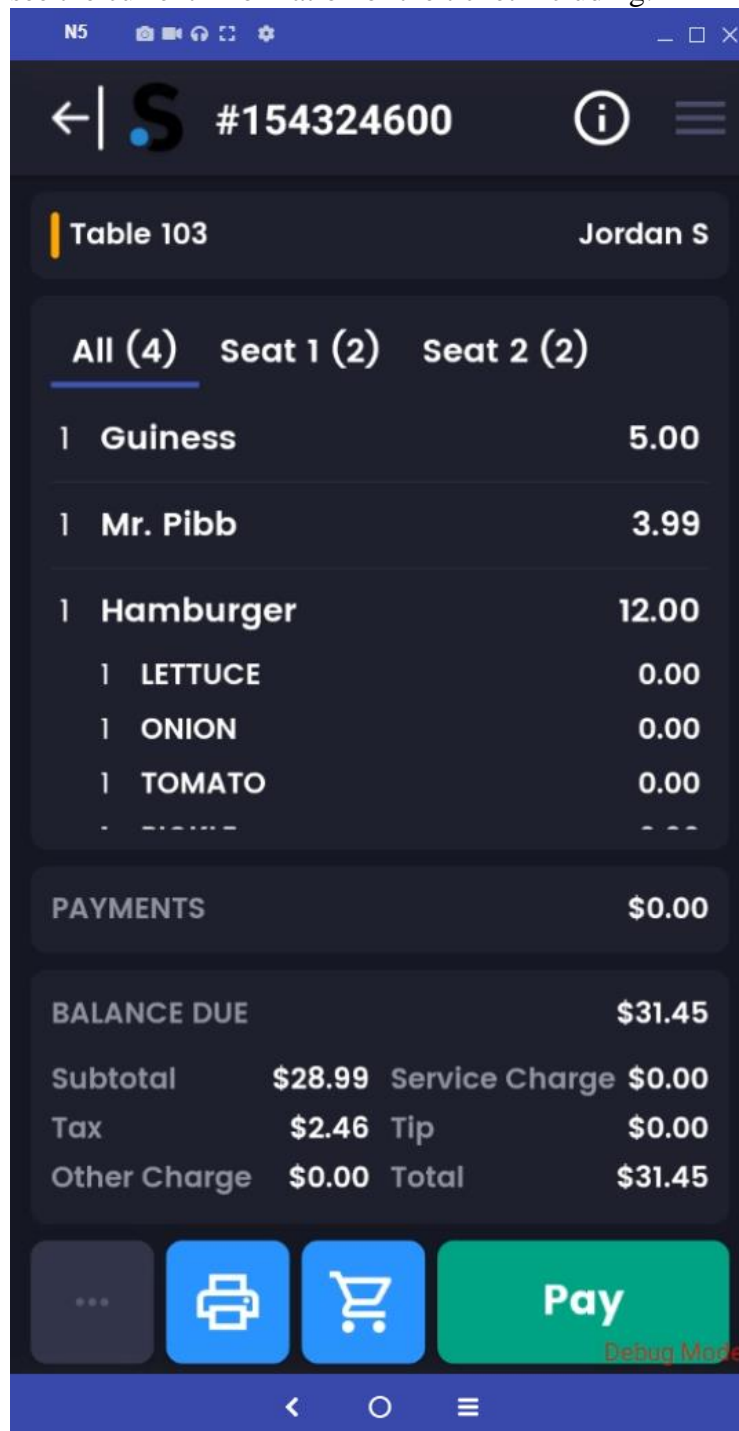 N5
#154324600
Table 103 Jordan S
All (4) Seat 1 (2) Seat 2 (2)
1 Guiness 5.00
1 Mr. Pibb 3.99
1 Hamburger 12.00
1 LETTUCE 0.00
1 ONION 0.00
1 TOMATO 0.00
PAYMENTS $0.00
BALANCE DUE $31.45
Subtotal $28.99 Service Charge $0.00
Tax $2.46 Tip $0.00
Other Charge $0.00 Total $31.45
Pay
Debug Mode